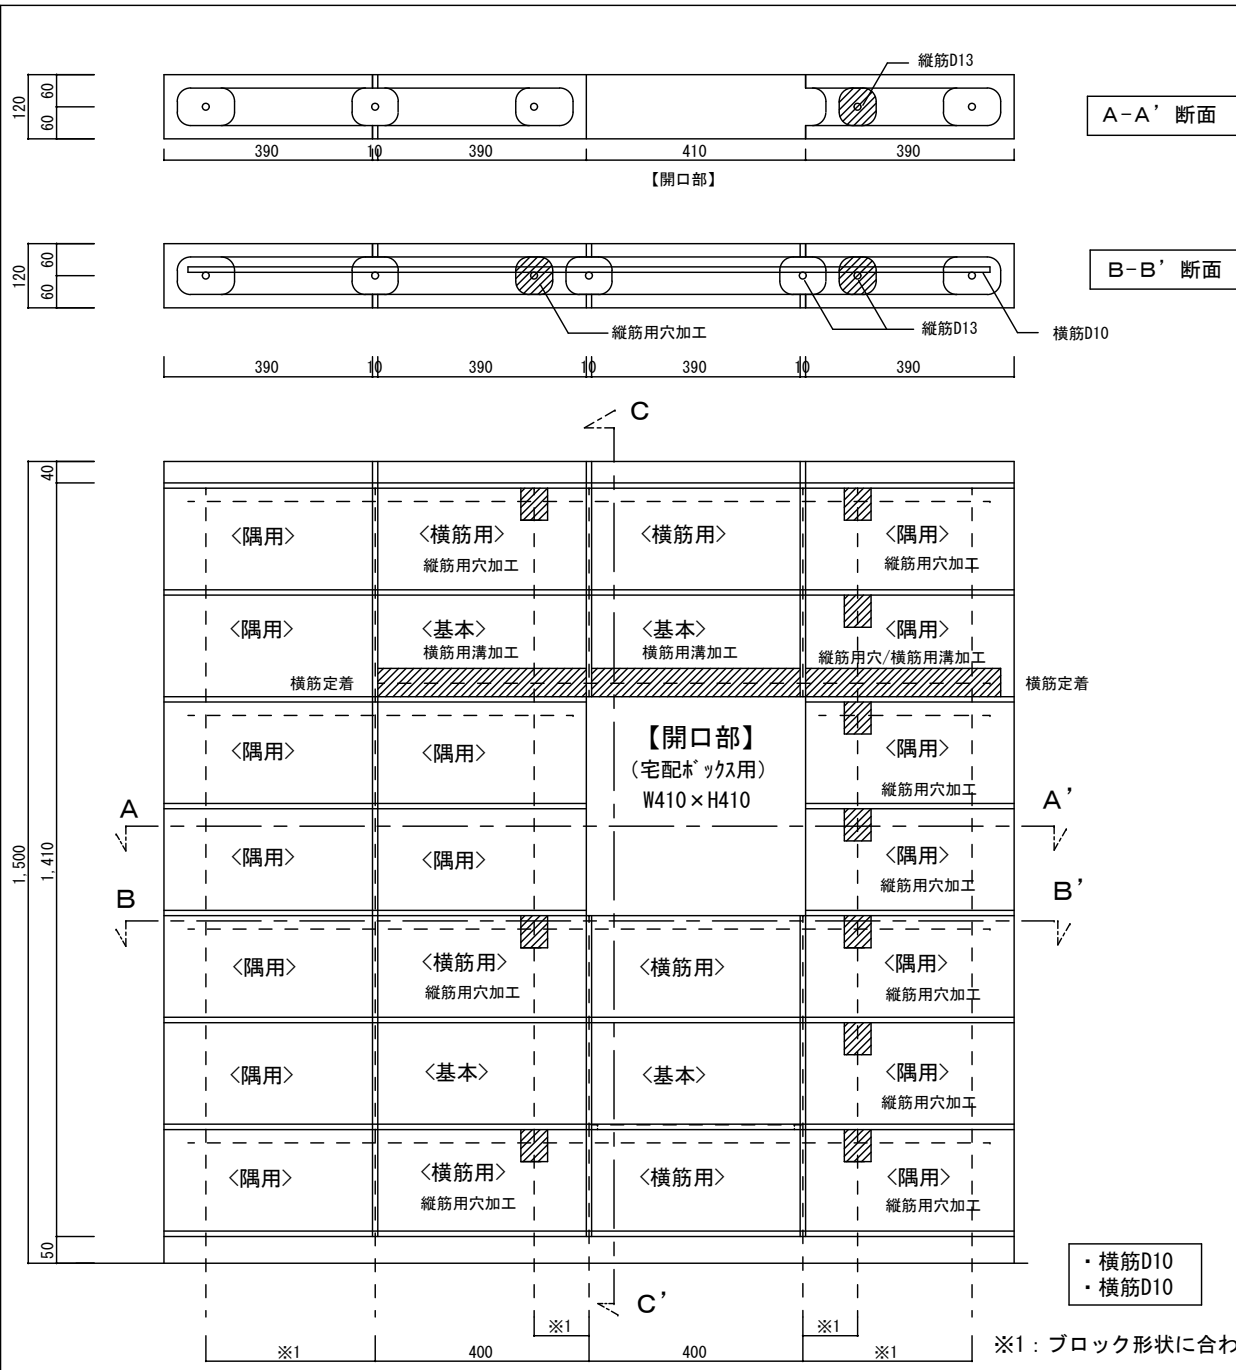 縦筋D13
120
60
60
A-A’ 断面
390
10
390
410
390
【開口部】
120
60
60
B-B’ 断面
縦筋用穴加工
縦筋D13
横筋D10
390
10
390
10
390
10
390
C
40
<隅用>
<横筋用>
縦筋用穴加工
<横筋用>
<隅用>
縦筋用穴加工
<隅用>
<基本>
横筋用溝加工
<基本>
横筋用溝加工
<隅用>
縦筋用穴/横筋用溝加工
横筋定着
横筋定着
<隅用>
<隅用>
【開口部】
(宅配ボックス用)
W410×H410
<隅用>
縦筋用穴加工
A
A’
1,500
1,410
<隅用>
<隅用>
<隅用>
縦筋用穴加工
B
B’
<隅用>
<横筋用>
縦筋用穴加工
<横筋用>
<隅用>
縦筋用穴加工
<隅用>
<基本>
<基本>
<隅用>
縦筋用穴加工
<隅用>
<横筋用>
縦筋用穴加工
<横筋用>
<隅用>
縦筋用穴加工
50
・横筋D10
・横筋D10
C’
※1
※1
※1
400
400
※1
※1：ブロック形状に合わ